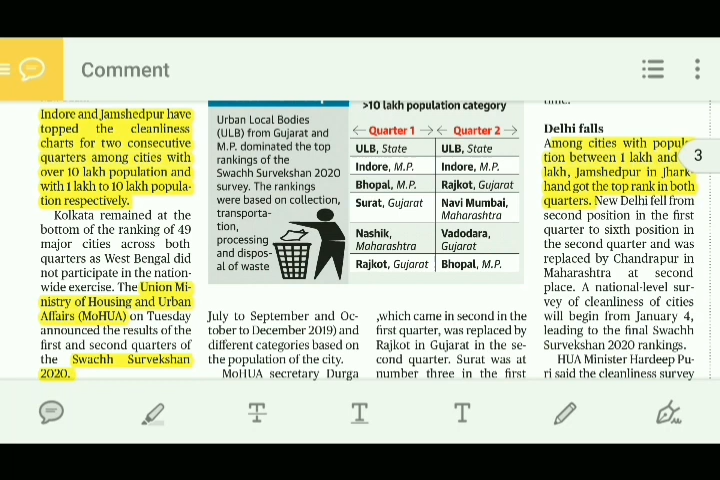 Comment
Indore and Jamshedpur have
topped the cleanliness
charts for two consecutive
quarters among cities with
over 10 lakh population and
with 1 lakh to 10 lakh popula-
tion respectively.
Kolkata remained at the
bottom of the ranking of 49
major cities across both
quarters as West Bengal did
not participate in the nation-
wide exercise. The Union Mi-
nistry of Housing and Urban
Affairs (MoHUA) on Tuesday
announced the results of the
first and second quarters of
the Swachh Survekshan
2020.
Urban Local Bodies
(ULB) from Gujarat and
M.P. dominated the top
rankings of the
Swachh Survekshan 2020
survey. The rankings
were based on collection,
transporta-
tion,
processing
and dispos-
al of waste
>10 lakh population category
Quarter 1 Quarter 2
ULB, State ULB, State
Indore, M.P. Indore, M.P.
Bhopal, M.P. Rajkot, Gujarat
Surat, Gujarat Navi Mumbai,
Maharashtra
Nashik, Vadodara,
Maharashtra Gujarat
Rajkot, Gujarat Bhopal, M.P.
July to September and Oc-
tober to December 2019) and
different categories based on
the population of the city.
MoHUA secretary Durga
,which came in second in the
first quarter, was replaced by
Rajkot in Gujarat in the se-
cond quarter. Surat was at
number three in the first
time.
Delhi falls
Among cities with popula-
tion between 1 lakh and
lakh, Jamshedpur in Jhark-
hand got the top rank in both
quarters. New Delhi fell from
second position in the first
quarter to sixth position in
the second quarter and was
replaced by Chandrapur in
Maharashtra at second
place. A national-level sur-
vey of cleanliness of cities
will begin from January 4,
leading to the final Swachh
Survekshan 2020 rankings.
HUA Minister Hardeep Pu-
ri said the cleanliness survey
3
T
T
T